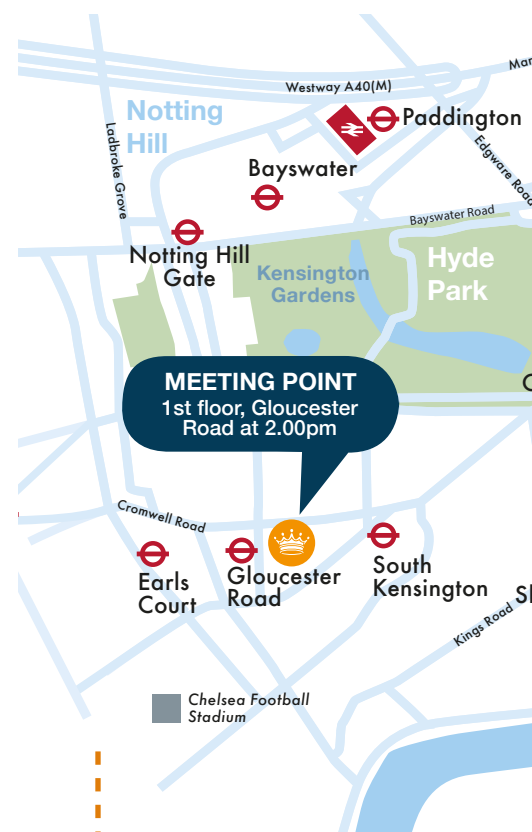 Mar
Westway A40(M)
Notting
Hill
Paddington
Ladbroke Grove
Edgware Road
Bayswater
Bayswater Road
Notting Hill
Gate
Kensington
Gardens
Hyde
Park
MEETING POINT
1st floor, Gloucester
Road at 2.00pm
Cromwell Road
Earls
Court
Gloucester
Road
South
Kensington
Kings Road
Chelsea Football
Stadium